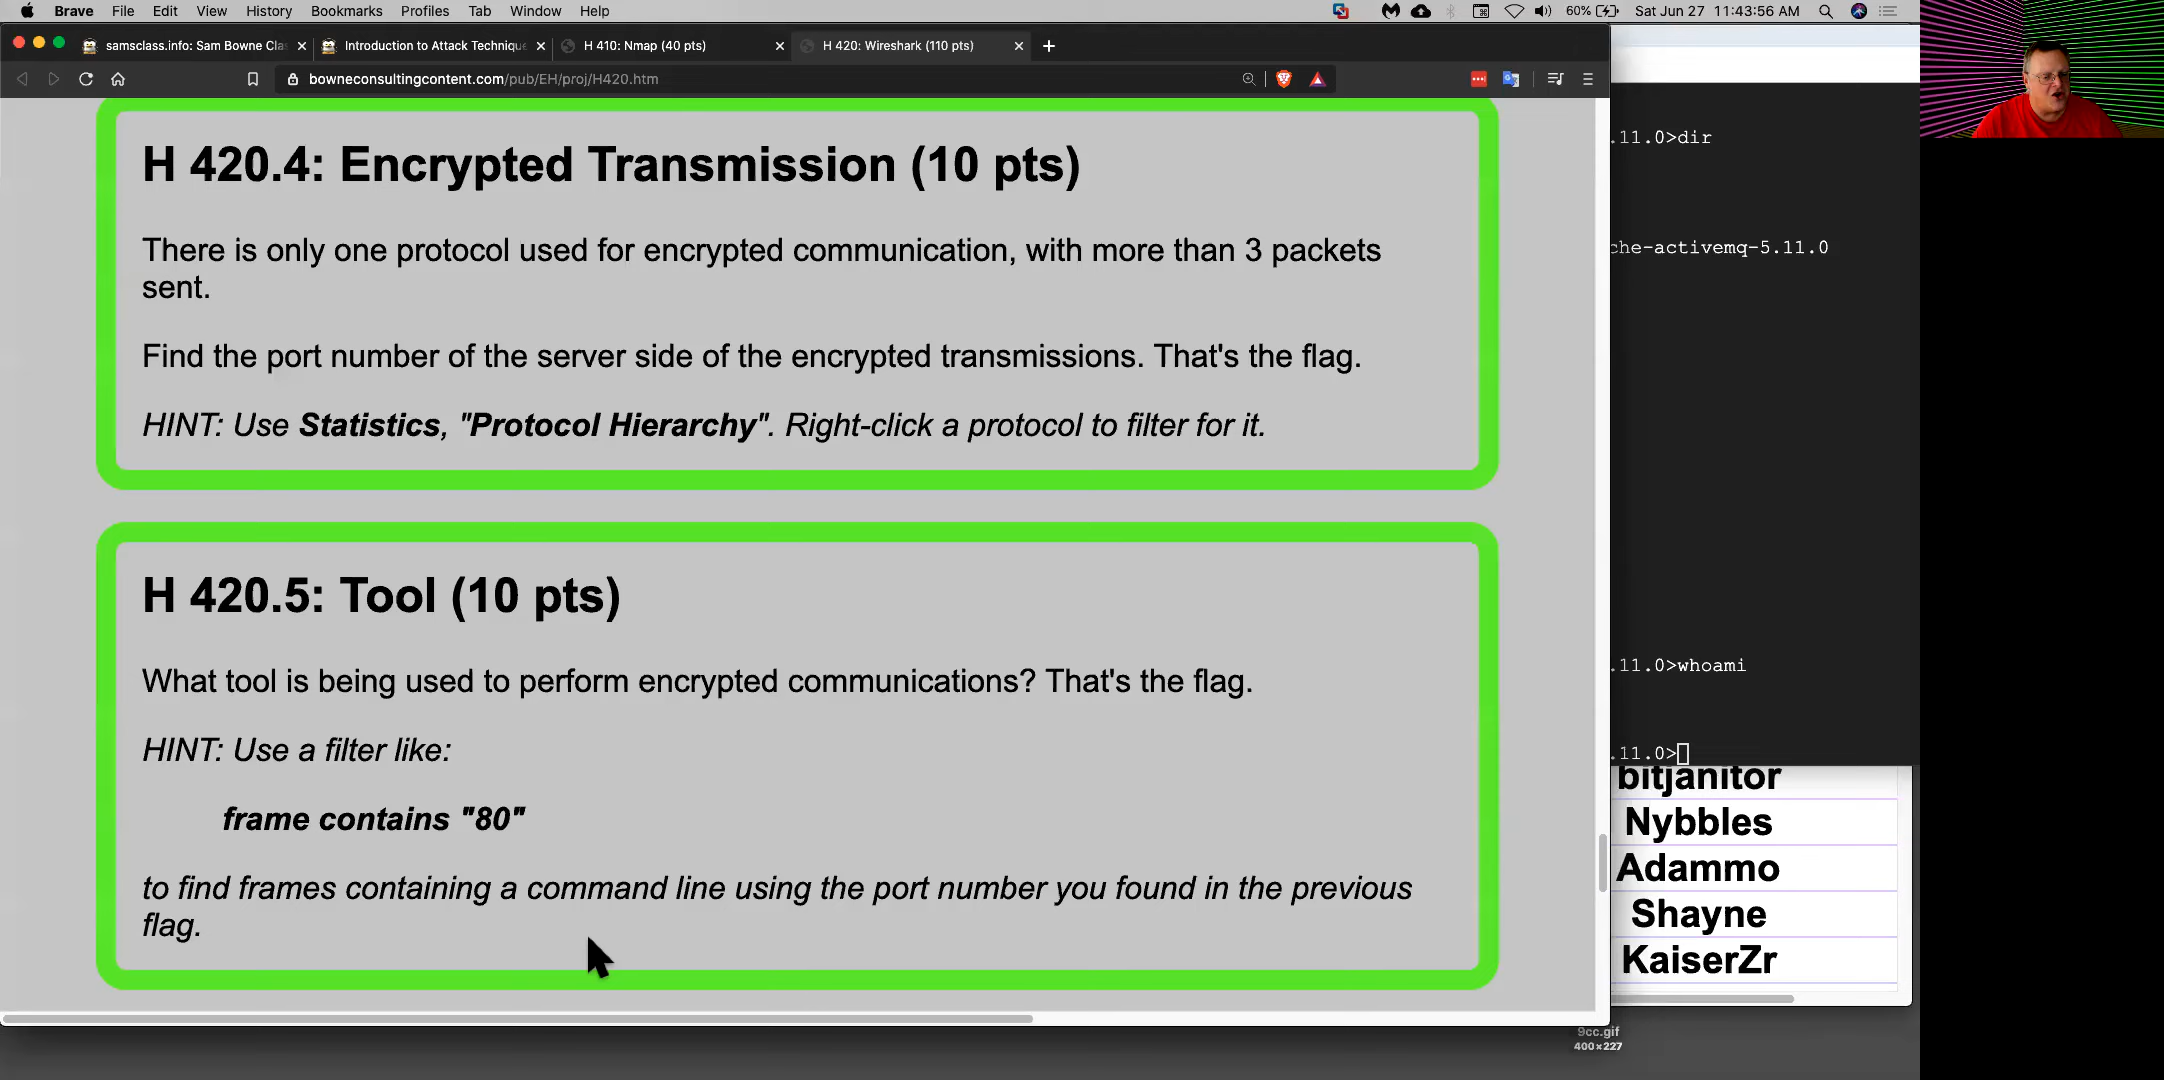 Brave File Edit View History Bookmarks Profiles Tab Window Help 60% Sat Jun 27 11:43:56 AM
samsclass.info: Sam Bowne Cla Introduction to Attack Technique H 410: Nmap (40 pts) H 420: Wireshark (110 pts)
bowneconsultingcontent.com/pub/EH/proj/H420.htm
H 420.4: Encrypted Transmission (10 pts)
There is only one protocol used for encrypted communication, with more than 3 packets
sent.
Find the port number of the server side of the encrypted transmissions. That's the flag.
HINT: Use Statistics, "Protocol Hierarchy". Right-click a protocol to filter for it.
H 420.5: Tool (10 pts)
What tool is being used to perform encrypted communications? That's the flag.
HINT: Use a filter like:
frame contains "80"
to find frames containing a command line using the port number you found in the previous
flag.
.11.0>dir
che-activemq-5.11.0
.11.0>whoami
.11.0>
bitjanitor
Nybbles
Adammo
Shayne
KaiserZr
9cc.gif
400×227